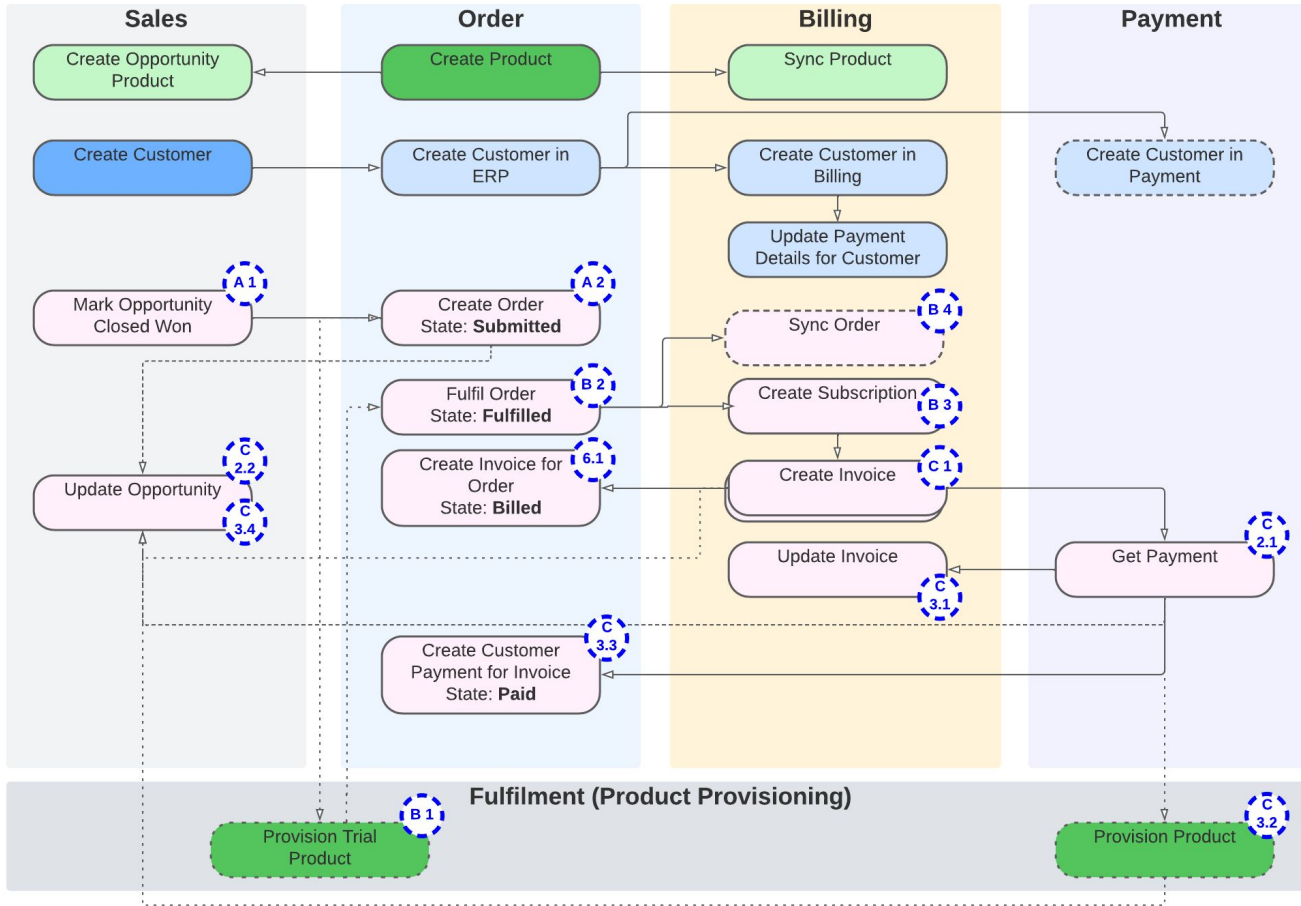 Sales
Order
Billing
Payment
Create Opportunity
Product
Create Product
Sync Product
Create Customer
Create Customer in
ERP
Create Customer in
Billing
Create Customer in
Payment
Update Payment
Details for Customer
A 1
Mark Opportunity
Closed Won
A 2
Create Order
State: Submitted
B 4
Sync Order
B 2
Fulfil Order
State: Fulfilled
Create Subscription
B 3
C
2.2
Update Opportunity
C
3.4
6.1
Create Invoice for
Order
State: Billed
C 1
Create Invoice
C
2.1
Get Payment
Update Invoice
C
3.1
C
3.3
Create Customer
Payment for Invoice
State: Paid
Fulfilment (Product Provisioning)
B 1
Provision Trial
Product
C
3.2
Provision Product